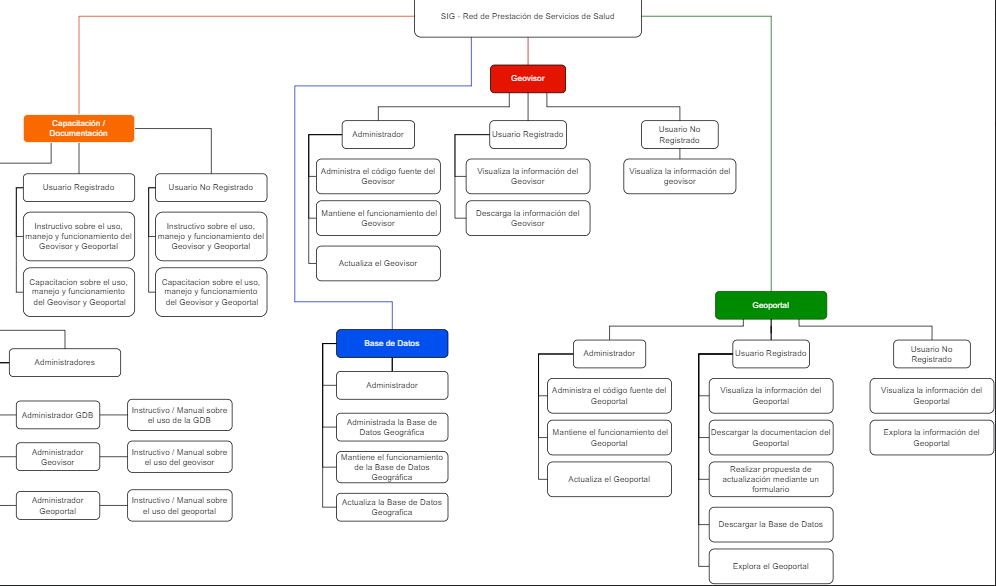 SIG - Red de Prestación de Servicios de Salud
Geovisor
Administrador
Administra el código fuente del
Geovisor
Mantiene el funcionamiento del
Geovisor
Actualiza el Geovisor
Usuario Registrado
Visualiza la información del
Geovisor
Descarga la información del
Geovisor
Usuario No
Registrado
Visualiza la información del
geovisor
Capacitación /
Documentación
Usuario Registrado
Instructivo sobre el uso,
manejo y funcionamiento del
Geovisor y Geoportal
Capacitacion sobre el uso,
manejo y funcionamiento
del Geovisor y Geoportal
Usuario No Registrado
Instructivo sobre el uso,
manejo y funcionamiento del
Geovisor y Geoportal
Capacitacion sobre el uso,
manejo y funcionamiento
del Geovisor y Geoportal
Administradores
Administrador GDB
Instructivo / Manual sobre
el uso de la GDB
Administrador
Geovisor
Instructivo / Manual sobre
el uso del geovisor
Administrador
Geoportal
Instructivo / Manual sobre
el uso del geoportal
Base de Datos
Administrador
Administrada la Base de
Datos Geográfica
Mantiene el funcionamiento
de la Base de Datos
Geográfica
Actualiza la Base de Datos
Geografica
Geoportal
Administrador
Administra el código fuente del
Geoportal
Mantiene el funcionamiento del
Geoportal
Actualiza el Geoportal
Usuario Registrado
Visualiza la información del
Geoportal
Descargar la documentacion del
Geoportal
Realizar propuesta de
actualización mediante un
formulario
Descargar la Base de Datos
Explora el Geoportal
Usuario No
Registrado
Visualiza la información del
Geoportal
Explora la información del
Geoportal